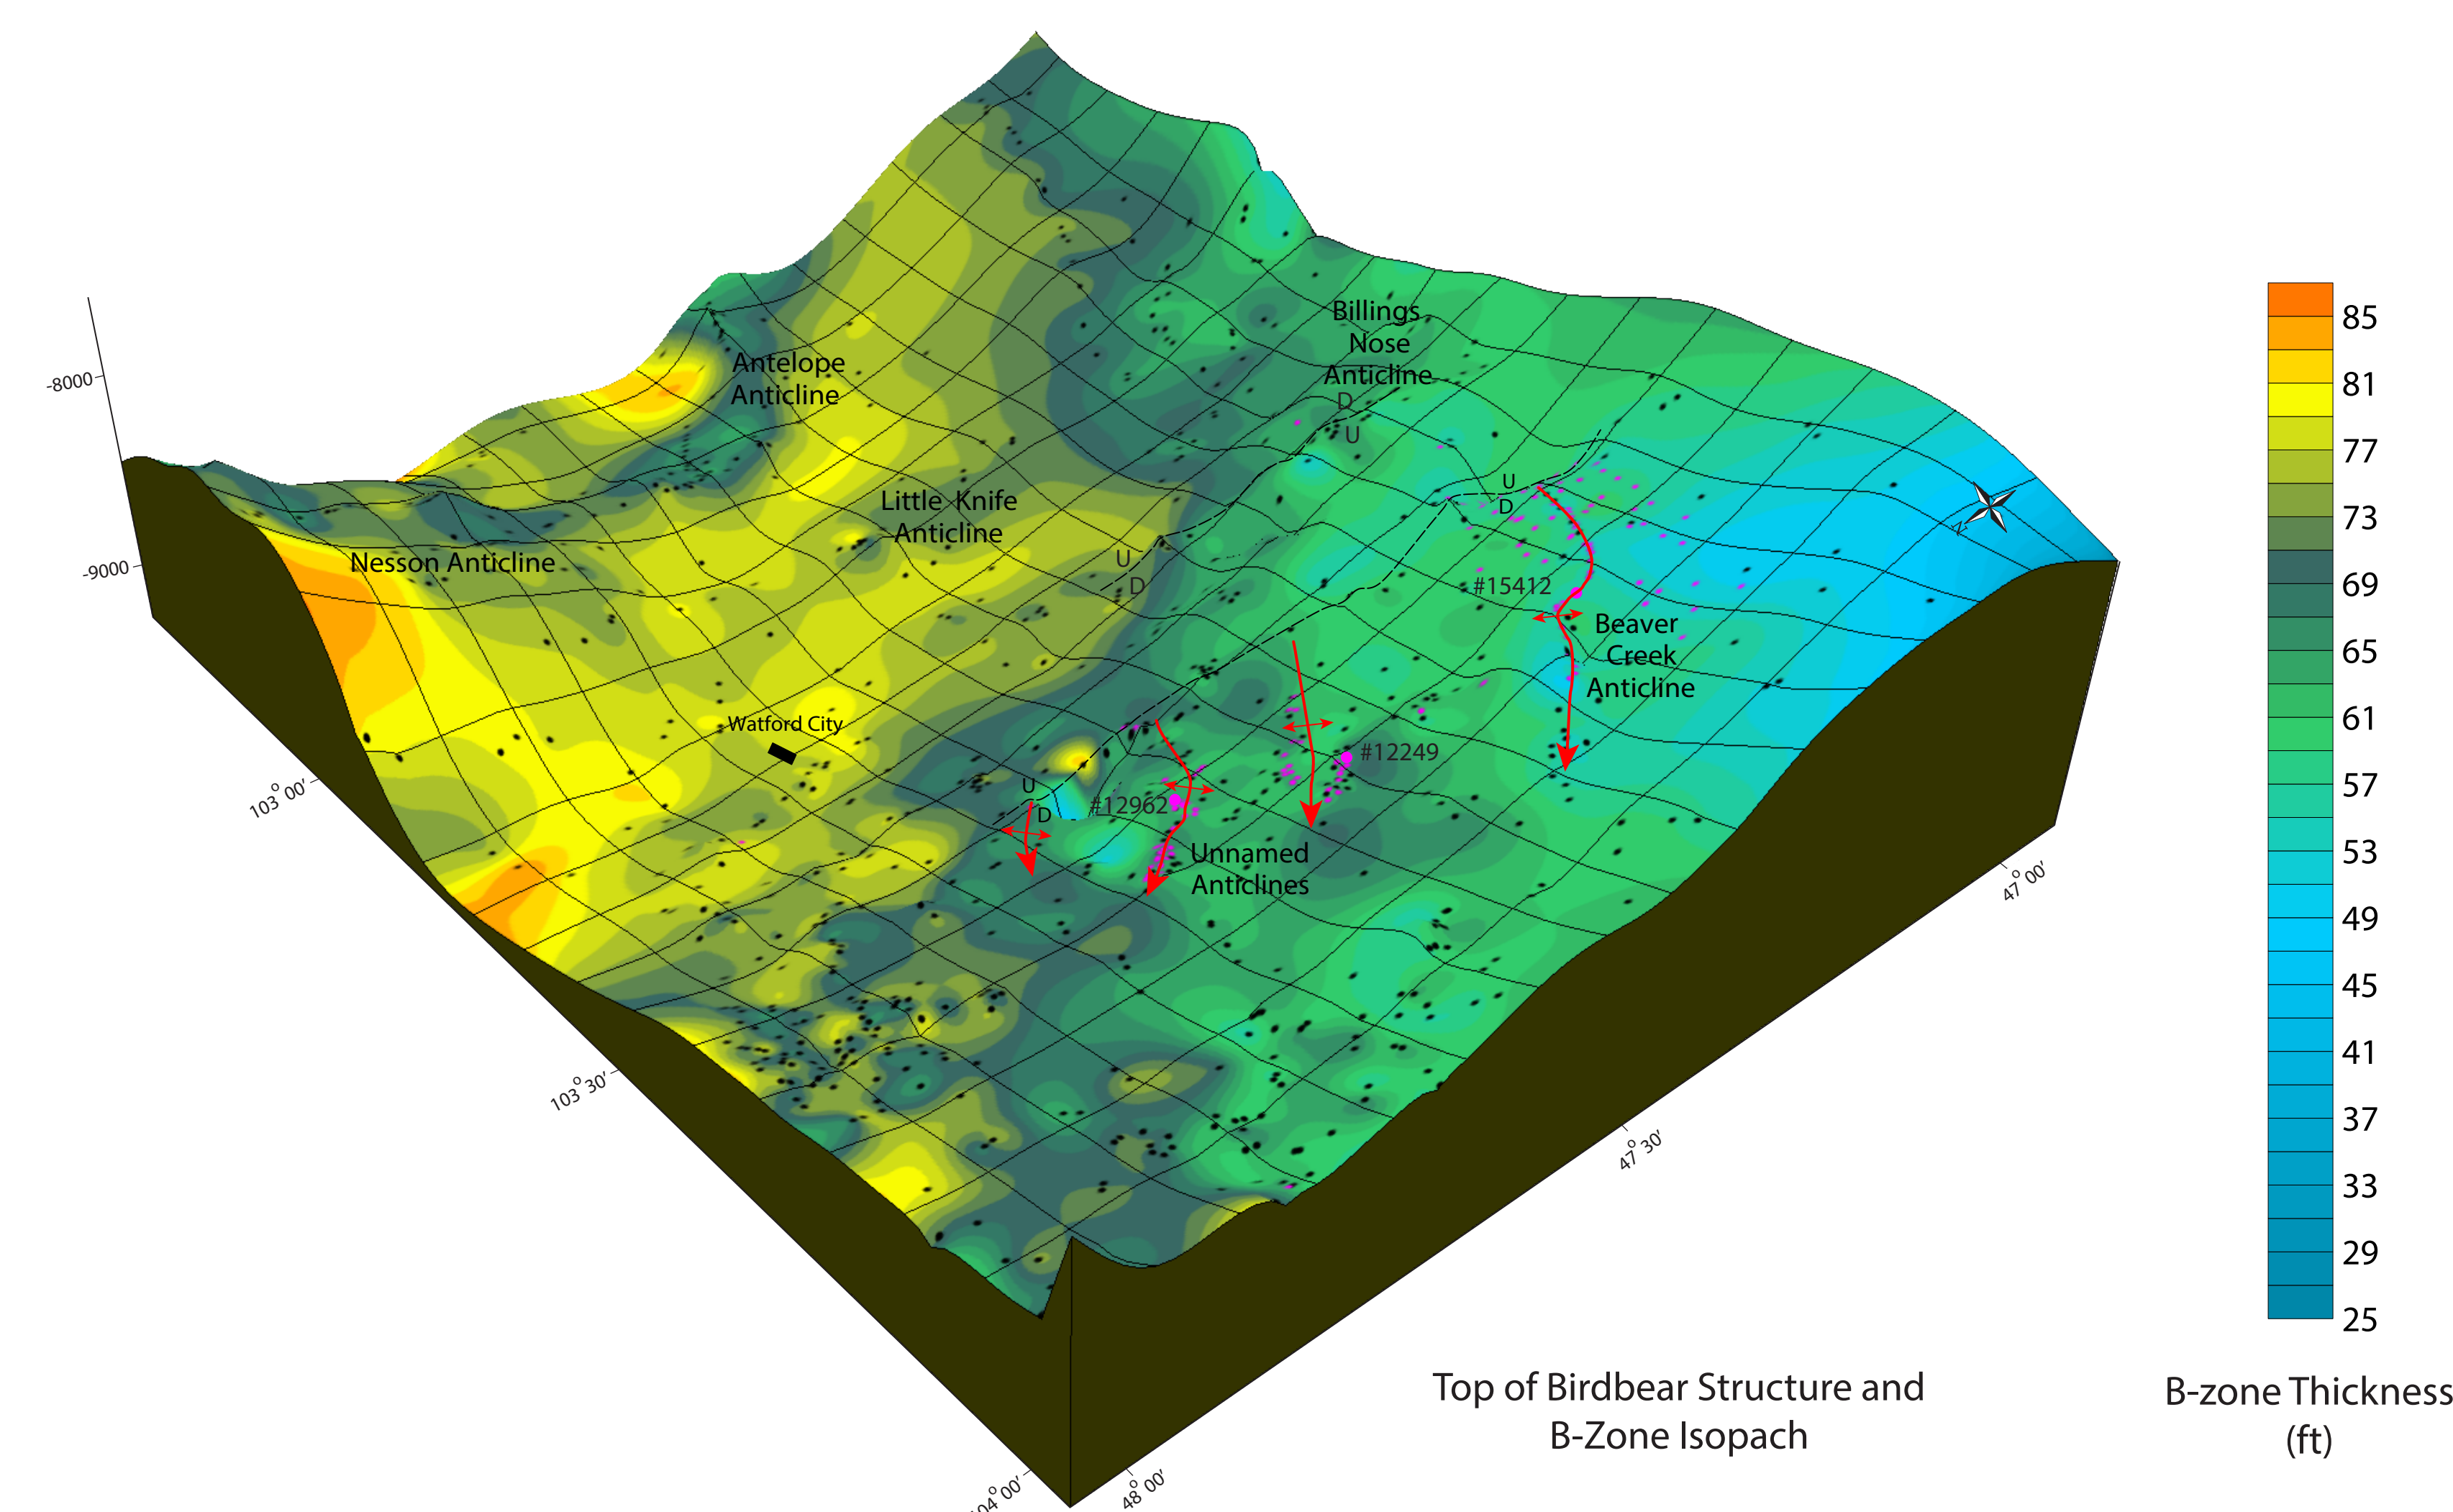 Billings
Nose
Anticline
D
U
Antelope
Anticline
-8000
Little Knife
Anticline
U
D
N
Nesson Anticline
U
D
-9000
#15412
Beaver
Creek
Anticline
Watford City
#12249
U
D
#12962
Unnamed
Anticlines
103° 00'
103° 30'
104° 00'
48° 00'
47° 30'
47° 00'
85
81
77
73
69
65
61
57
53
49
45
41
37
33
29
25
Top of Birdbear Structure and
B-Zone Isopach
B-zone Thickness
(ft)